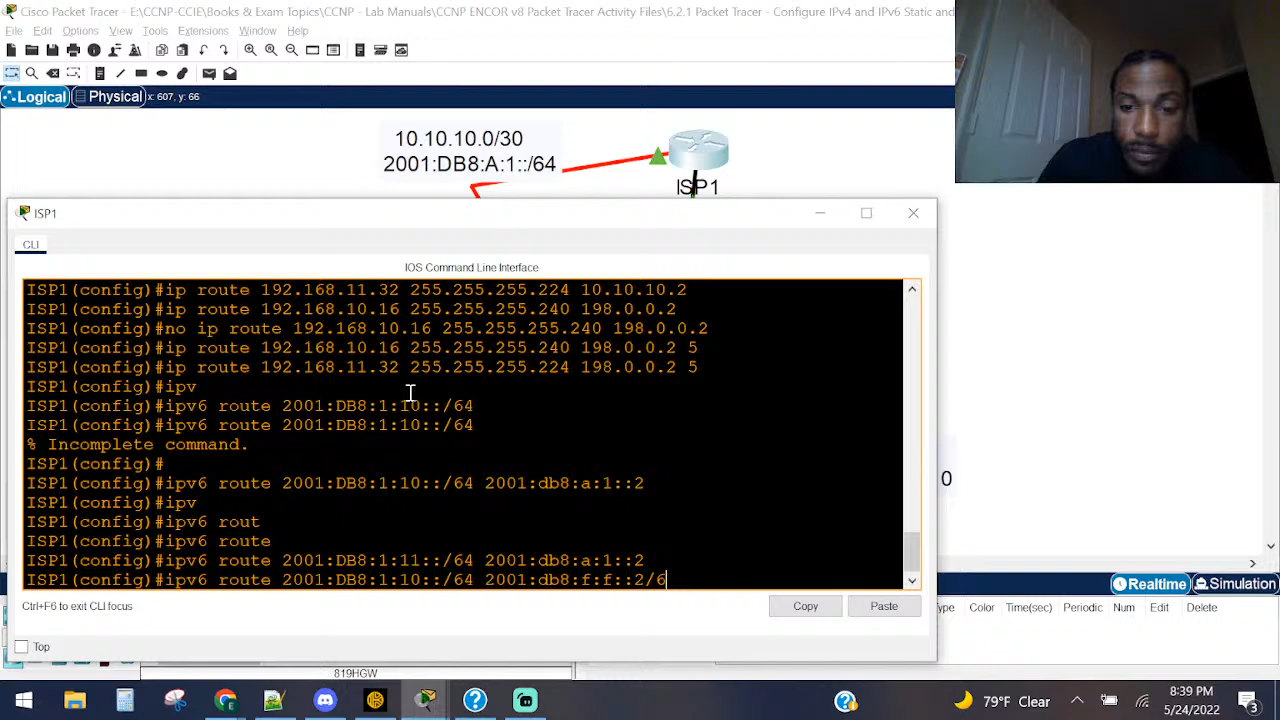 Cisco Packet Tracer - E:\CCNP-CCIE\Books & Exam Topics\CCNP - Lab Manuals\CCNP ENCOR v8 Packet Tracer Activity Files\6.2.1 Packet Tracer - Configure IPv4 and IPv6 Static and
File Edit Options View Tools Extensions Window Help
Logical Physical x: 607, y: 66
10.10.10.0/30
2001:DB8:A:1::/64
ISP1
ISP1
CLI
IOS Command Line Interface
ISP1(config)#ip route 192.168.11.32 255.255.255.224 10.10.10.2
ISP1(config)#ip route 192.168.10.16 255.255.255.240 198.0.0.2
ISP1(config)#no ip route 192.168.10.16 255.255.255.240 198.0.0.2
ISP1(config)#ip route 192.168.10.16 255.255.255.240 198.0.0.2 5
ISP1(config)#ip route 192.168.11.32 255.255.255.224 198.0.0.2 5
ISP1(config)#ipv
ISP1(config)#ipv6 route 2001:DB8:1:10::/64
ISP1(config)#ipv6 route 2001:DB8:1:10::/64
% Incomplete command.
ISP1(config)#
ISP1(config)#ipv6 route 2001:DB8:1:10::/64 2001:db8:a:1::2
ISP1(config)#ipv
ISP1(config)#ipv6 rout
ISP1(config)#ipv6 route
ISP1(config)#ipv6 route 2001:DB8:1:11::/64 2001:db8:a:1::2
ISP1(config)#ipv6 route 2001:DB8:1:10::/64 2001:db8:f:f::2/6
0
Ctrl+F6 to exit CLI focus
Copy Paste
Top
Realtime Simulation
Type Color Time(sec) Periodic Num Edit Delete
819HGW
79°F Clear
8:39 PM
5/24/2022
3